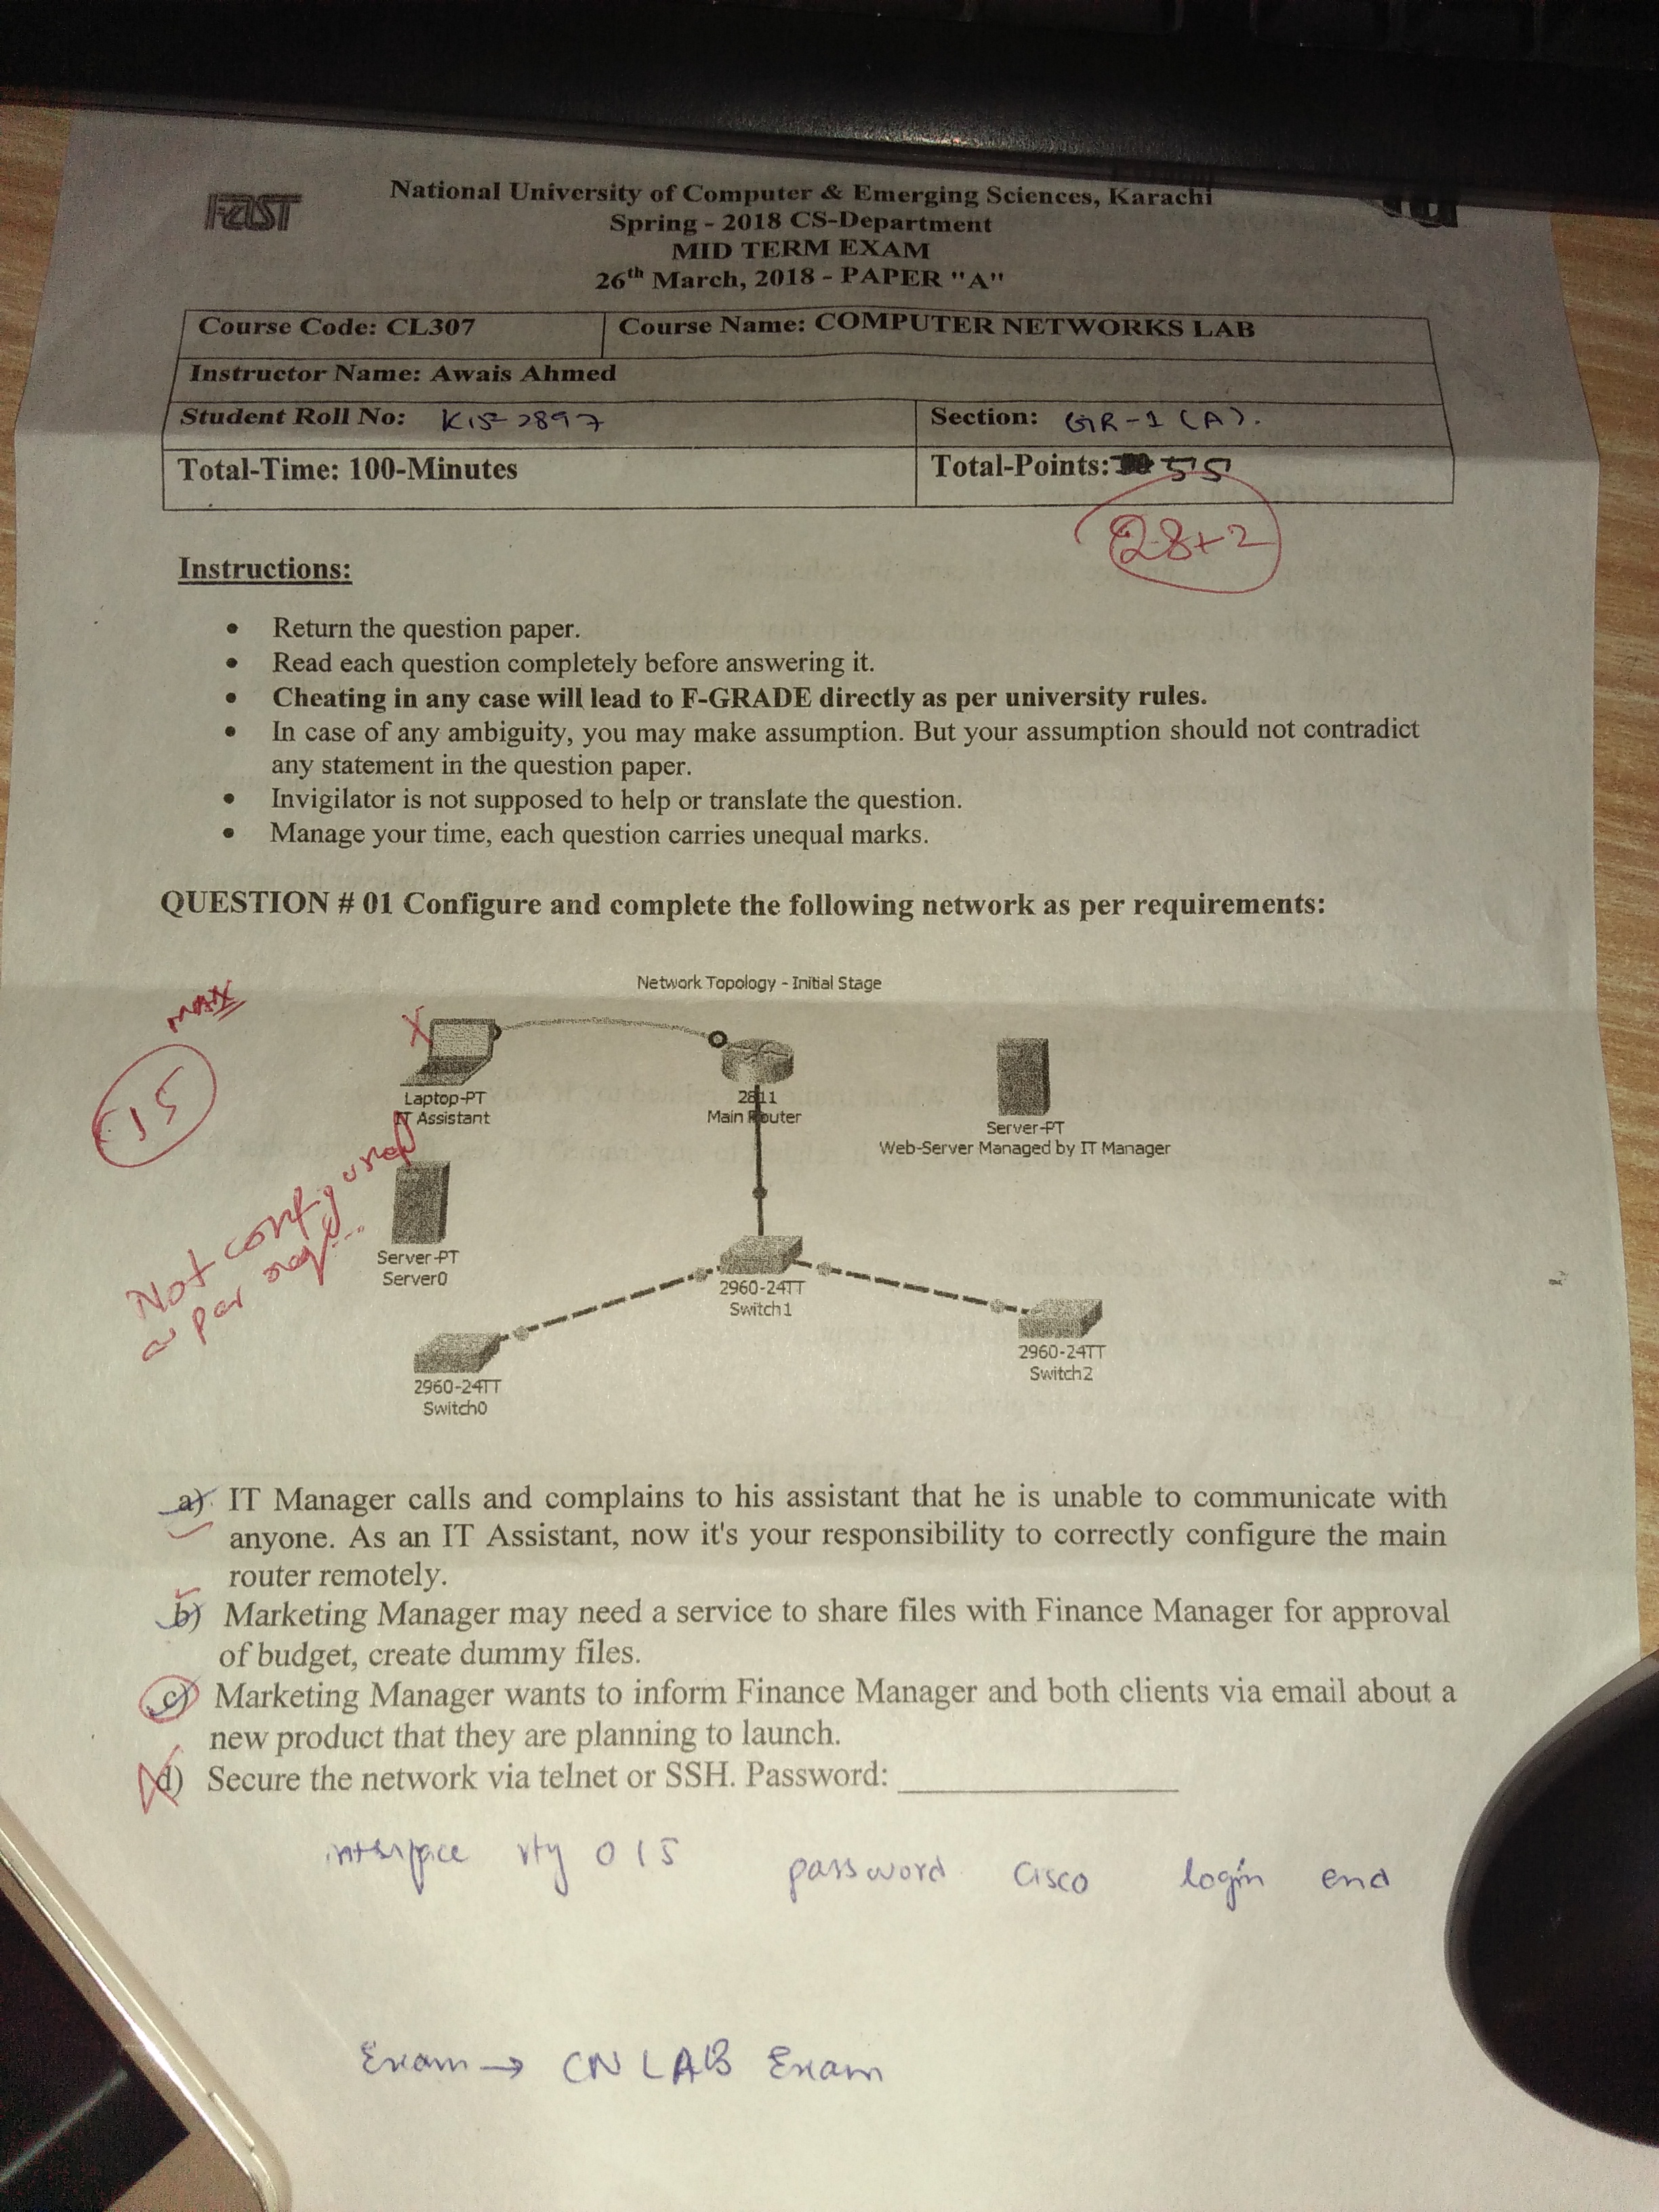 FAST
National University of Computer & Emerging Sciences, Karachi
Spring - 2018 CS-Department
MID TERM EXAM
26th March, 2018 - PAPER "A"
Course Code: CL307
Course Name: COMPUTER NETWORKS LAB
Instructor Name: Awais Ahmed
Student Roll No: K15-2897
Section: GR-1 (A).
Total-Time: 100-Minutes
Total-Points: 55
28+2
Instructions:
• Return the question paper.
• Read each question completely before answering it.
• Cheating in any case will lead to F-GRADE directly as per university rules.
• In case of any ambiguity, you may make assumption. But your assumption should not contradict
any statement in the question paper.
• Invigilator is not supposed to help or translate the question.
• Manage your time, each question carries unequal marks.
QUESTION # 01 Configure and complete the following network as per requirements:
Network Topology - Initial Stage
MAX
15
Laptop-PT
IT Assistant
2811
Main Router
Server-PT
Web-Server Managed by IT Manager
Not configured
as per req...
Server-PT
Server0
2960-24TT
Switch1
2960-24TT
Switch2
2960-24TT
Switch0
a) IT Manager calls and complains to his assistant that he is unable to communicate with
anyone. As an IT Assistant, now it's your responsibility to correctly configure the main
router remotely.
b) Marketing Manager may need a service to share files with Finance Manager for approval
of budget, create dummy files.
c) Marketing Manager wants to inform Finance Manager and both clients via email about a
new product that they are planning to launch.
d) Secure the network via telnet or SSH. Password: ____________________
interface vty 0 15 password cisco login end
Exam → CN LAB Exam